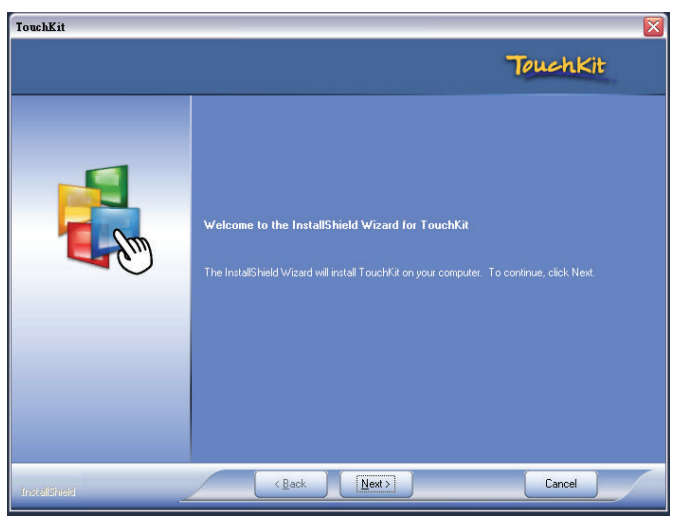 TouchKit
TouchKit
Welcome to the InstallShield Wizard for TouchKit
The InstallShield Wizard will install TouchKit on your computer. To continue, click Next.
InstallShield
< Back
Next >
Cancel